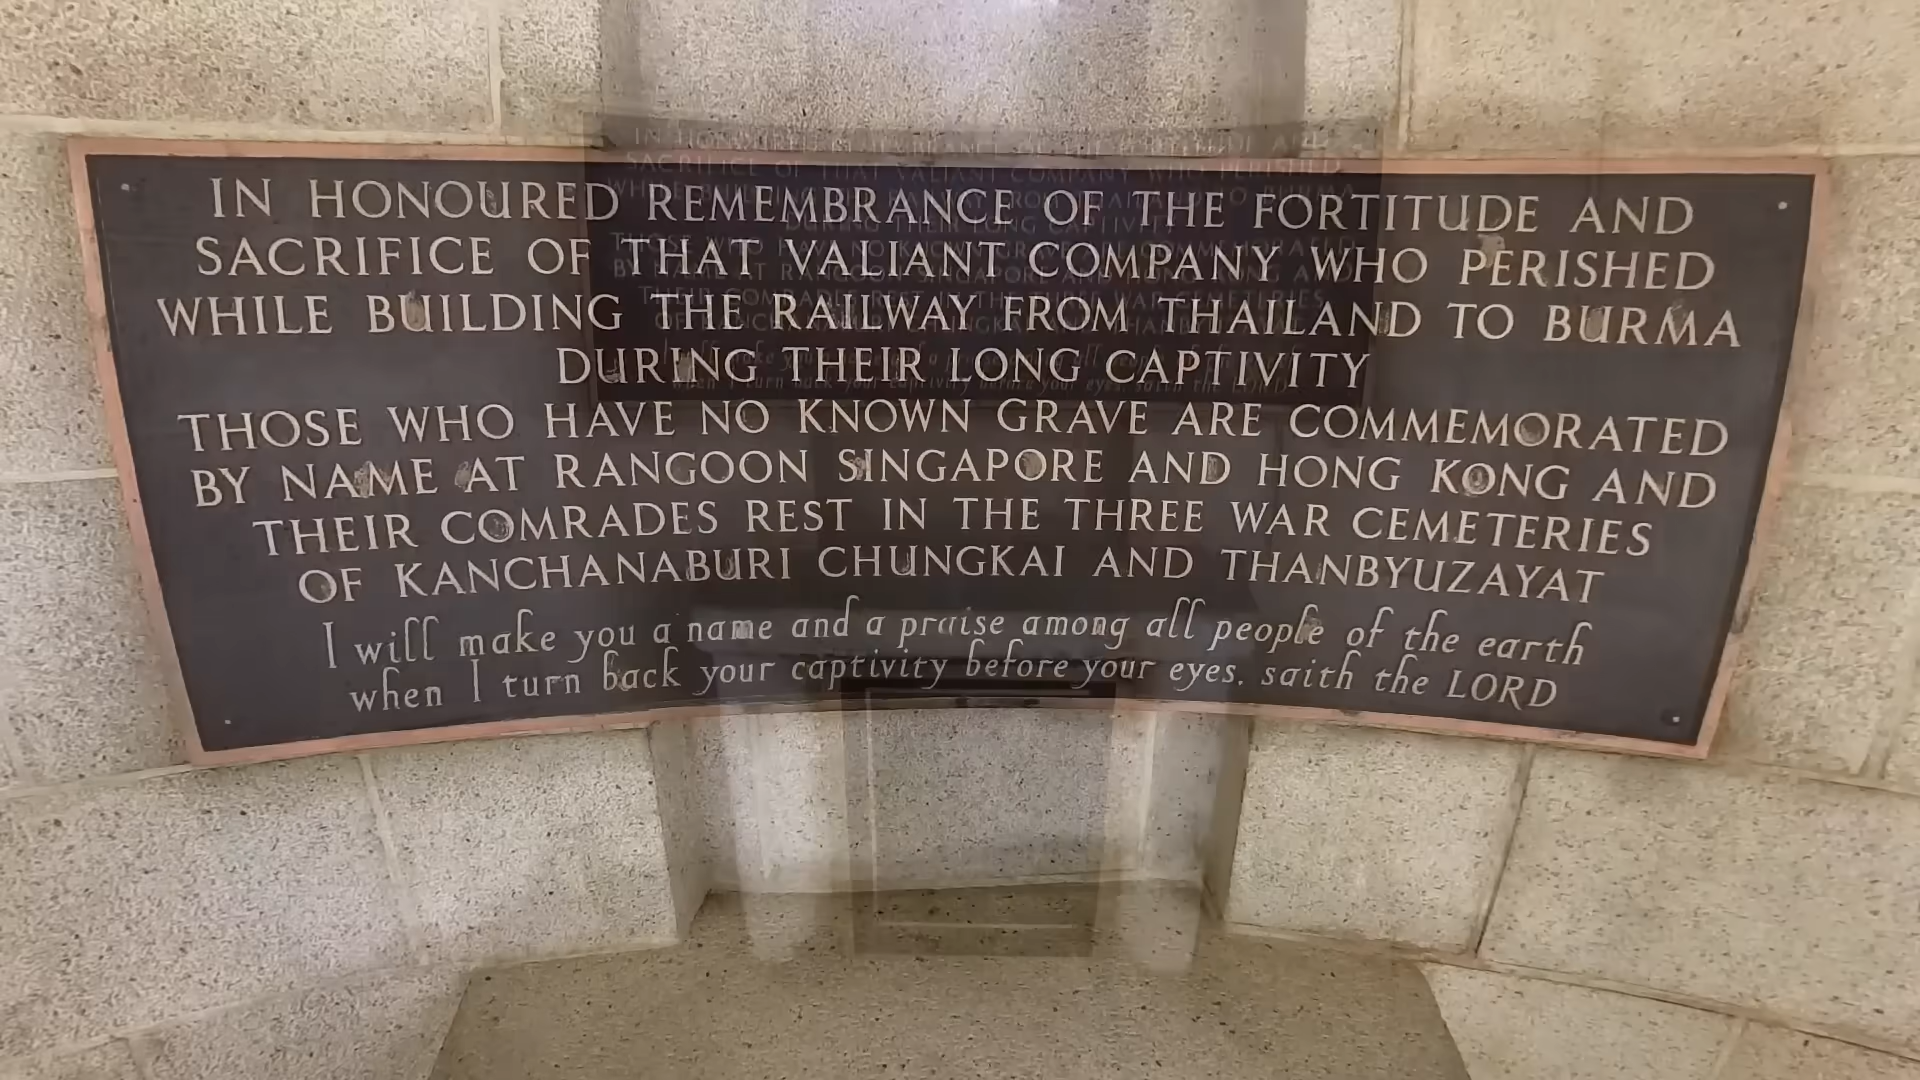 IN HONOURED REMEMBRANCE OF THE FORTITUDE AND
SACRIFICE OF THAT VALIANT COMPANY WHO PERISHED
WHILE BUILDING THE RAILWAY FROM THAILAND TO BURMA
DURING THEIR LONG CAPTIVITY
THOSE WHO HAVE NO KNOWN GRAVE ARE COMMEMORATED
BY NAME AT RANGOON SINGAPORE AND HONG KONG AND
THEIR COMRADES REST IN THE THREE WAR CEMETERIES
OF KANCHANABURI CHUNGKAI AND THANBYUZAYAT
I will make you a name and a praise among all people of the earth
when I turn back your captivity before your eyes. saith the LORD